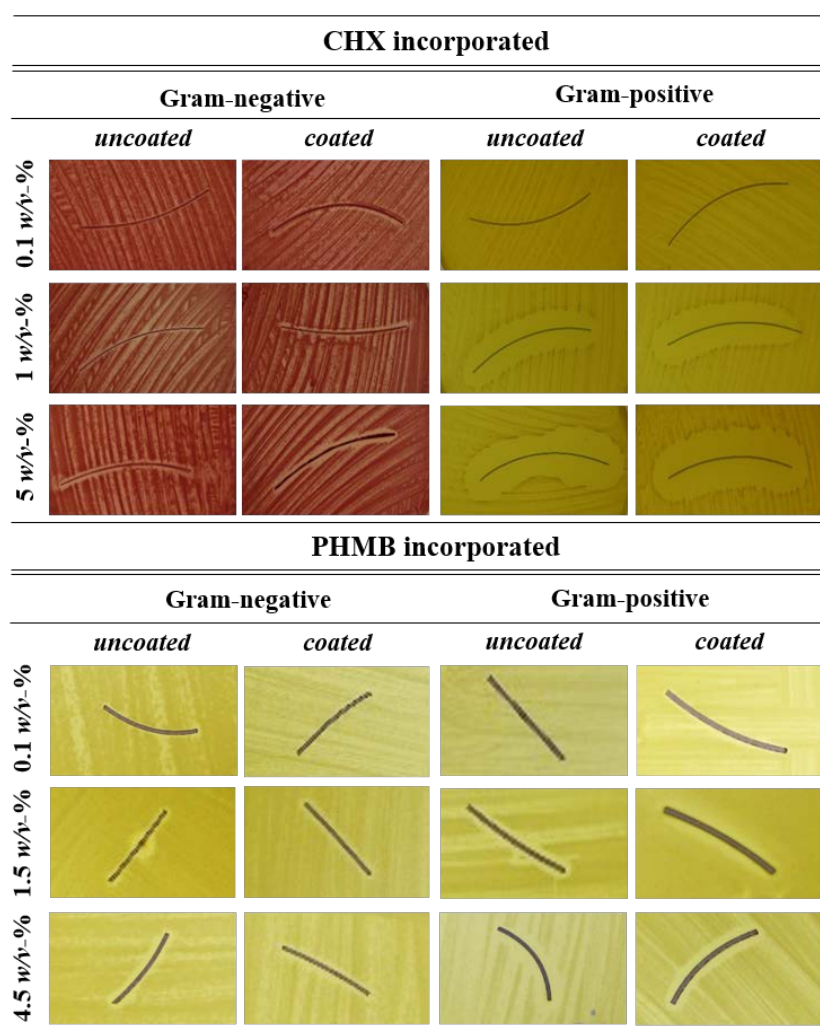 CHX incorporated
Gram-negative Gram-positive
uncoated coated uncoated coated
0.1 w/v-%
1 w/v-%
5 w/v-%
PHMB incorporated
Gram-negative Gram-positive
uncoated coated uncoated coated
0.1 w/v-%
1.5 w/v-%
4.5 w/v-%